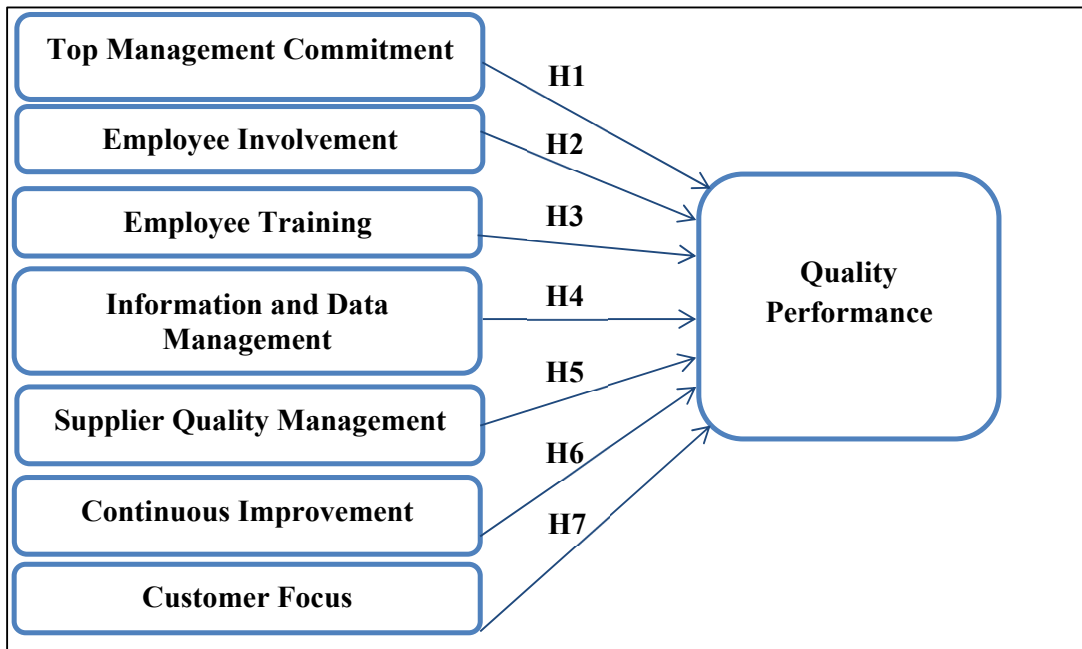 Top Management Commitment
H1
Employee Involvement
H2
Employee Training
H3
Information and Data
Management
H4
Supplier Quality Management
H5
Continuous Improvement
H6
Customer Focus
H7
Quality
Performance